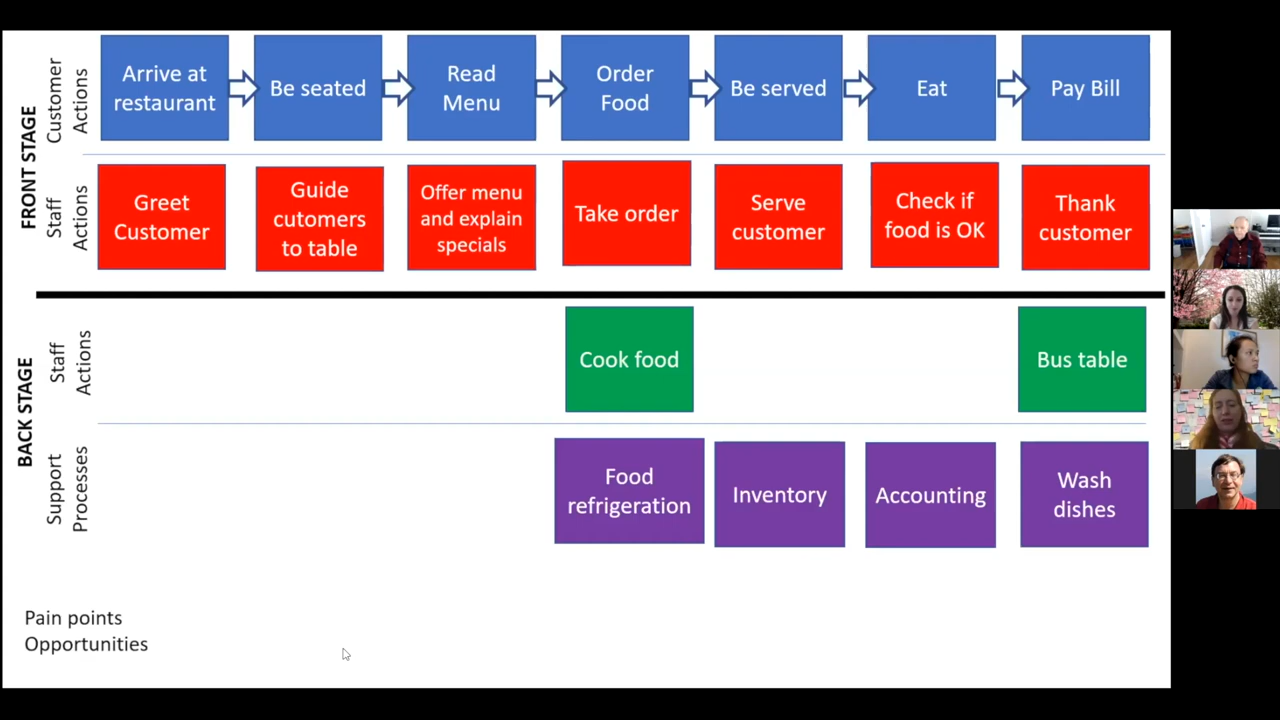 FRONT STAGE
Customer
Actions
Arrive at
restaurant
Be seated
Read
Menu
Order
Food
Be served
Eat
Pay Bill
Staff
Actions
Greet
Customer
Guide
cutomers
to table
Offer menu
and explain
specials
Take order
Serve
customer
Check if
food is OK
Thank
customer
BACK STAGE
Staff
Actions
Cook food
Bus table
Support
Processes
Food
refrigeration
Inventory
Accounting
Wash
dishes
Pain points
Opportunities